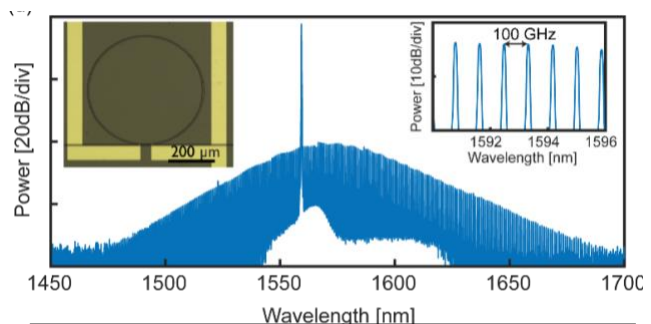 100 GHz
Power [10dB/div]
1592 1594 1596
Wavelength [nm]
200 µm
Power [20dB/div]
1450 1500 1550 1600 1650 1700
Wavelength [nm]